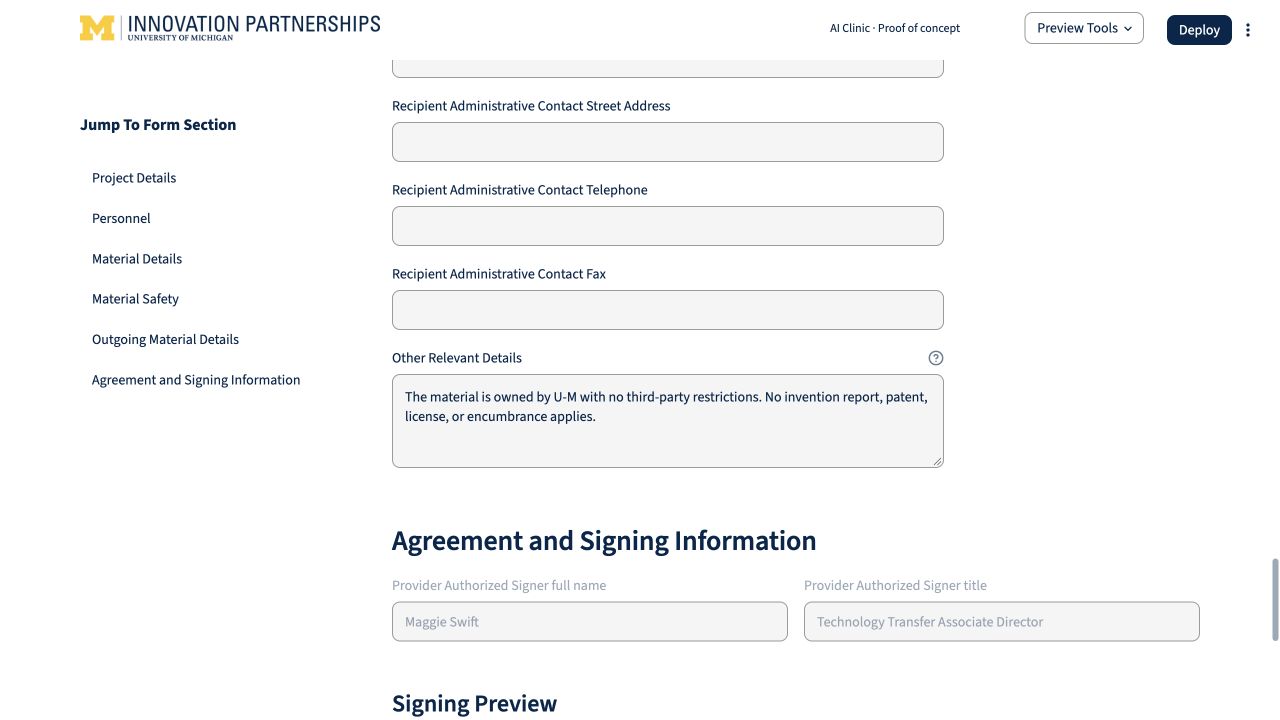 M INNOVATION PARTNERSHIPS
UNIVERSITY OF MICHIGAN
AI Clinic · Proof of concept
Preview Tools
Deploy
Jump To Form Section
Project Details
Personnel
Material Details
Material Safety
Outgoing Material Details
Agreement and Signing Information
Recipient Administrative Contact Street Address
Recipient Administrative Contact Telephone
Recipient Administrative Contact Fax
Other Relevant Details
?
The material is owned by U-M with no third-party restrictions. No invention report, patent,
license, or encumbrance applies.
Agreement and Signing Information
Provider Authorized Signer full name
Provider Authorized Signer title
Maggie Swift
Technology Transfer Associate Director
Signing Preview